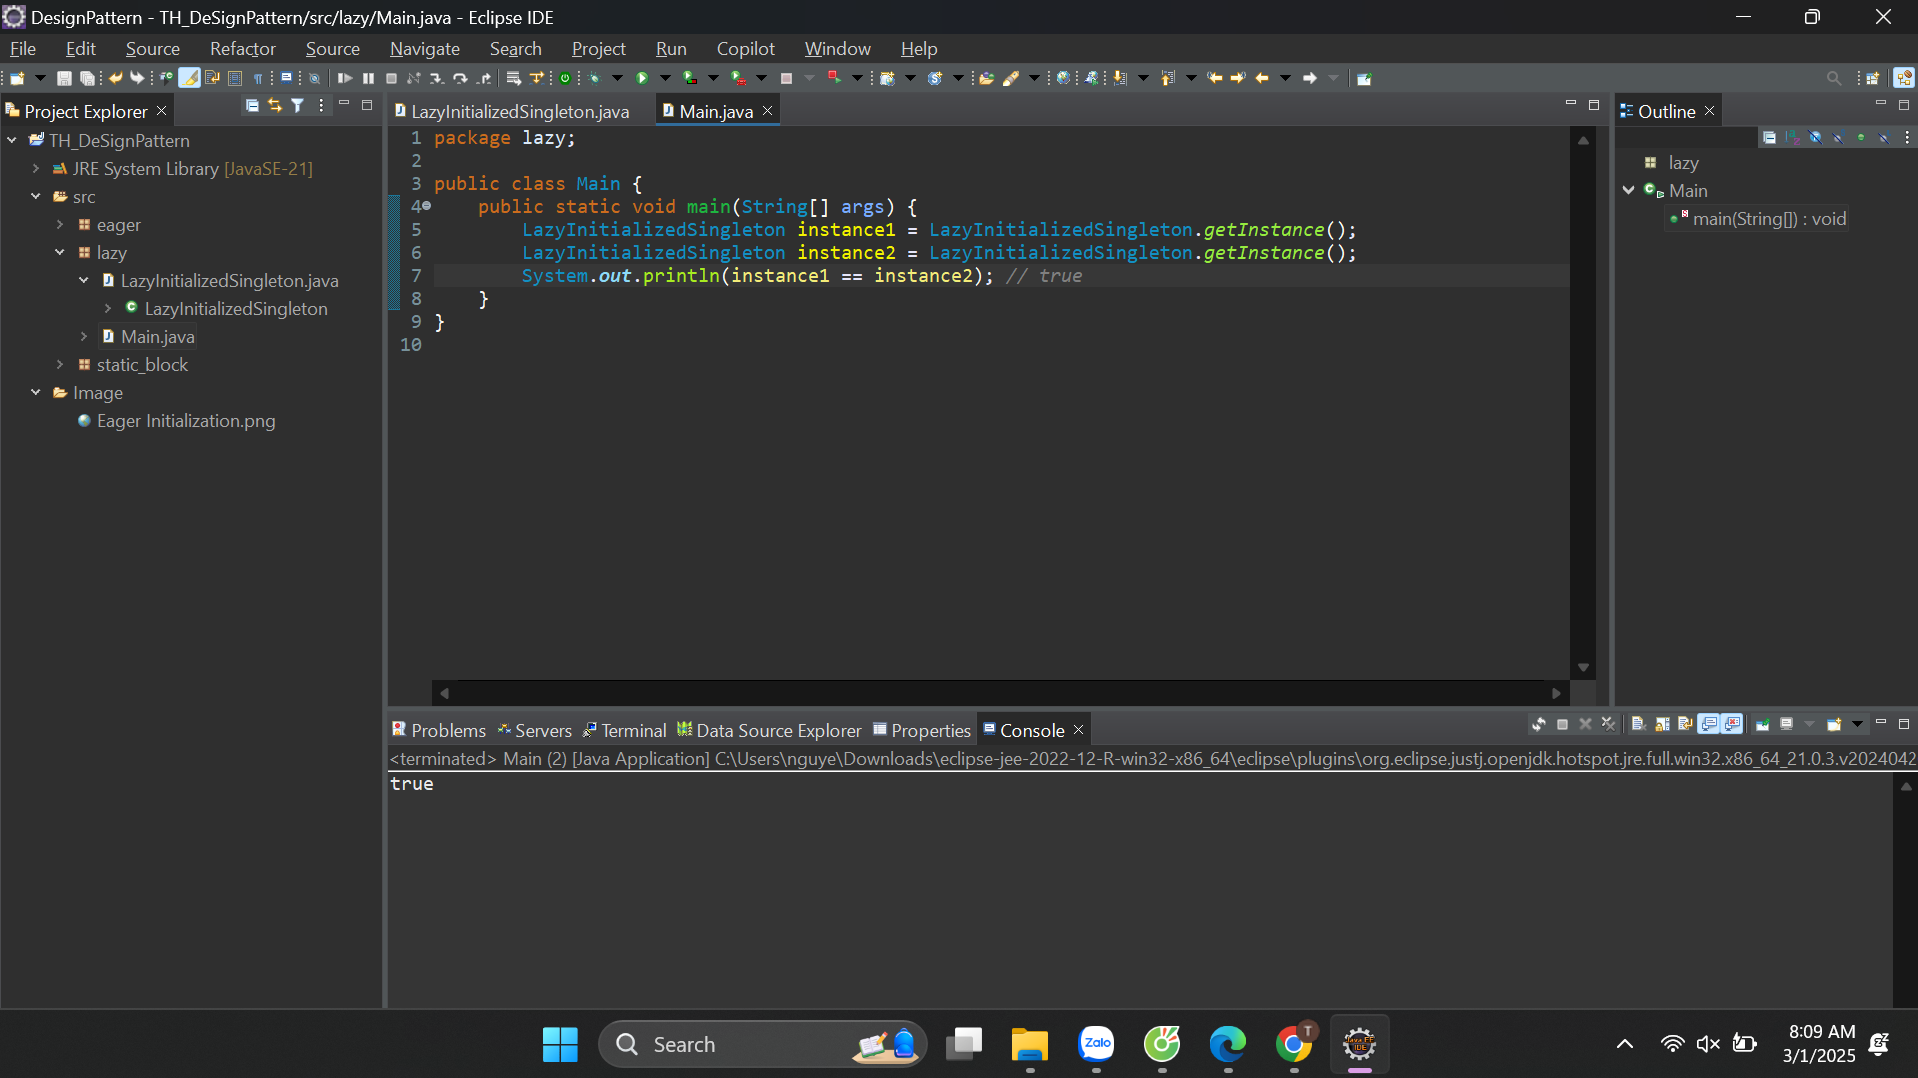 DesignPattern - TH_DeSignPattern/src/lazy/Main.java - Eclipse IDE
File Edit Source Refactor Source Navigate Search Project Run Copilot Window Help
Project Explorer
TH_DeSignPattern
JRE System Library [JavaSE-21]
src
eager
lazy
LazyInitializedSingleton.java
LazyInitializedSingleton
Main.java
static_block
Image
Eager Initialization.png
LazyInitializedSingleton.java Main.java
1 package lazy;
2
3 public class Main {
4 public static void main(String[] args) {
5 LazyInitializedSingleton instance1 = LazyInitializedSingleton.getInstance();
6 LazyInitializedSingleton instance2 = LazyInitializedSingleton.getInstance();
7 System.out.println(instance1 == instance2); // true
8 }
9 }
10
Outline
lazy
Main
main(String[]) : void
Problems Servers Terminal Data Source Explorer Properties Console
<terminated> Main (2) [Java Application] C:\Users\nguye\Downloads\eclipse-jee-2022-12-R-win32-x86_64\eclipse\plugins\org.eclipse.justj.openjdk.hotspot.jre.full.win32.x86_64_21.0.3.v2024042
true
Search
Zalo
T
Java EE
IDE
8:09 AM
3/1/2025